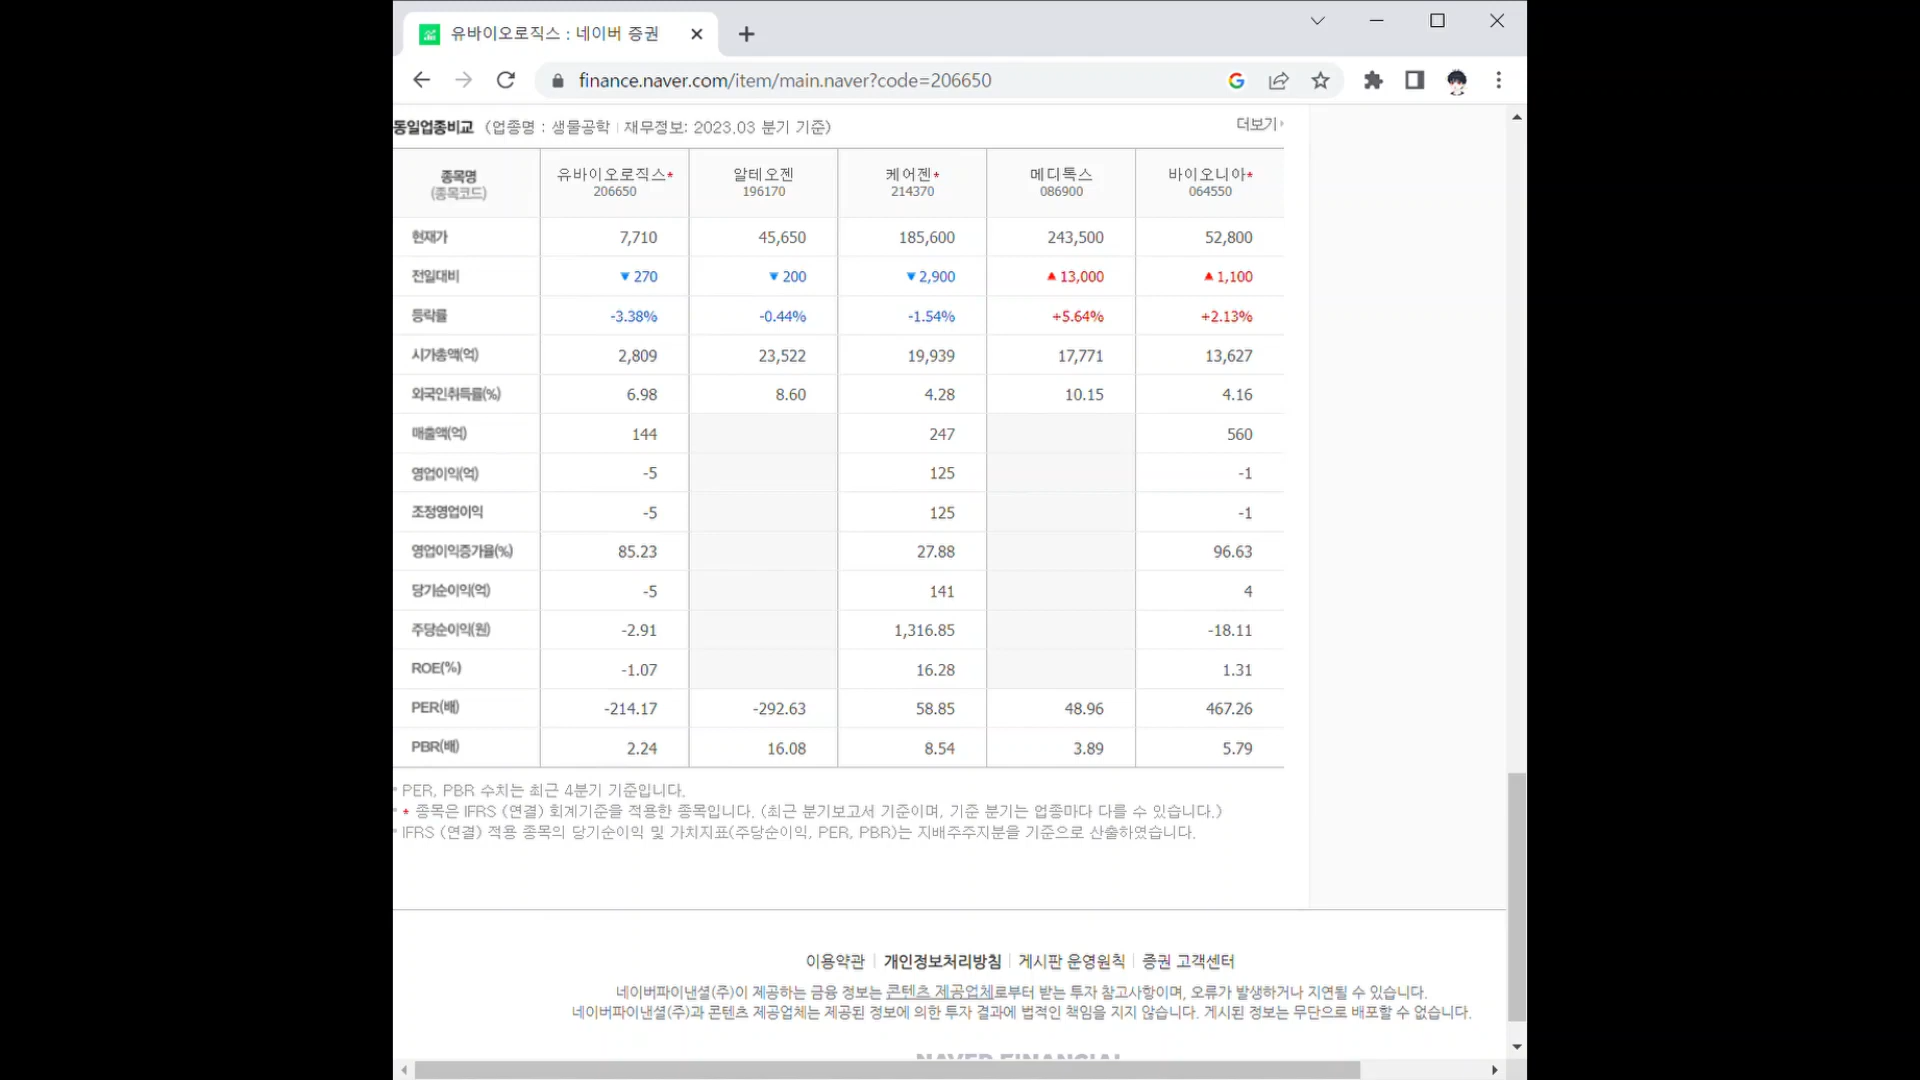 유바이오로직스 : 네이버 증권
finance.naver.com/item/main.naver?code=206650
동일업종비교 (업종명 : 생물공학 | 재무정보: 2023.03 분기 기준)
더보기
종목명 (종목코드) 유바이오로직스* 206650 알테오젠 196170 케어젠* 214370 메디톡스 086900 바이오니아* 064550
현재가 7,710 45,650 185,600 243,500 52,800
전일대비 ▼270 ▼200 ▼2,900 ▲13,000 ▲1,100
등락률 -3.38% -0.44% -1.54% +5.64% +2.13%
시가총액(억) 2,809 23,522 19,939 17,771 13,627
외국인취득률(%) 6.98 8.60 4.28 10.15 4.16
매출액(억) 144 247 560
영업이익(억) -5 125 -1
조정영업이익 -5 125 -1
영업이익증가율(%) 85.23 27.88 96.63
당기순이익(억) -5 141 4
주당순이익(원) -2.91 1,316.85 -18.11
ROE(%) -1.07 16.28 1.31
PER(배) -214.17 -292.63 58.85 48.96 467.26
PBR(배) 2.24 16.08 8.54 3.89 5.79
* PER, PBR 수치는 최근 4분기 기준입니다.
* * 종목은 IFRS (연결) 회계기준을 적용한 종목입니다. (최근 분기보고서 기준이며, 기준 분기는 업종마다 다를 수 있습니다.)
* IFRS (연결) 적용 종목의 당기순이익 및 가치지표(주당순이익, PER, PBR)는 지배주주지분을 기준으로 산출하였습니다.
이용약관 | 개인정보처리방침 | 게시판 운영원칙 | 증권 고객센터
네이버파이낸셜(주)이 제공하는 금융 정보는 콘텐츠 제공업체로부터 받는 투자 참고사항이며, 오류가 발생하거나 지연될 수 있습니다.
네이버파이낸셜(주)과 콘텐츠 제공업체는 제공된 정보에 의한 투자 결과에 법적인 책임을 지지 않습니다. 게시된 정보는 무단으로 배포할 수 없습니다.
NAVER FINANCIAL